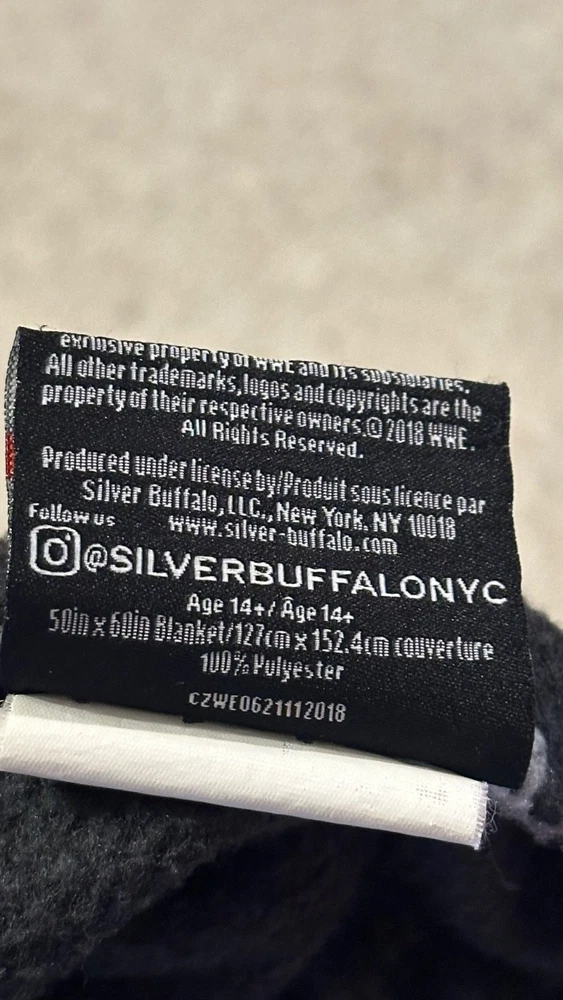 exclusive property of WWE and its subsidiaries.
All other trademarks, logos and copyrights are the
property of their respective owners.© 2018 WWE.
All Rights Reserved.
Produced under license by/Produit sous licence par
Silver Buffalo, LLC., New York, NY 10018
Follow us
www.silver-buffalo.com
@SILVERBUFFALONYC
Age 14+/ Âge 14+
50in x 60in Blanket/127cm x 152.4cm couverture
100% Polyester
CZWE0621112018